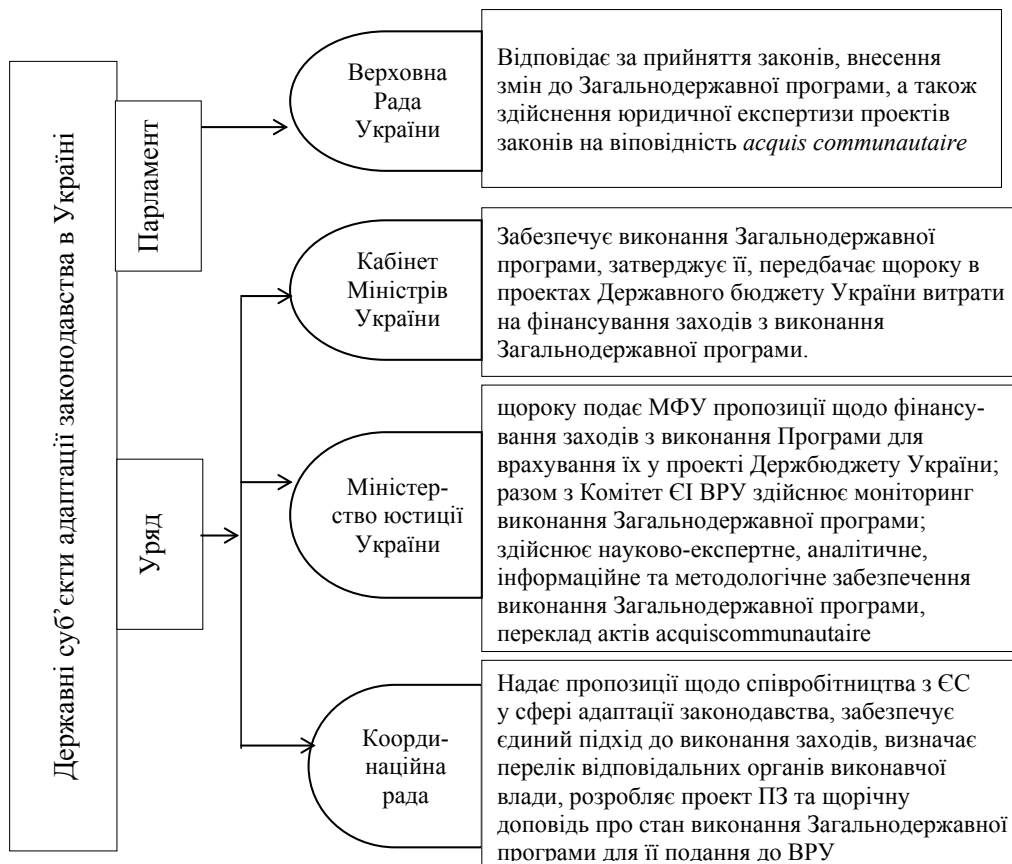 Державні суб’єкти адаптації законодавства в Україні
Парламент
Верховна
Рада
України
Відповідає за прийняття законів, внесення
змін до Загальнодержавної програми, а також
здійснення юридичної експертизи проектів
законів на віповідність acquis communautaire
Уряд
Кабінет
Міністрів
України
Забезпечує виконання Загальнодержавної
програми, затверджує її, передбачає щороку в
проектах Державного бюджету України витрати
на фінансування заходів з виконання
Загальнодержавної програми.
Міністер-
ство юстиції
України
щороку подає МФУ пропозиції щодо фінансу-
вання заходів з виконання Програми для
врахування їх у проекті Держбюджету України;
разом з Комітет ЄІ ВРУ здійснює моніторинг
виконання Загальнодержавної програми;
здійснює науково-експертне, аналітичне,
інформаційне та методологічне забезпечення
виконання Загальнодержавної програми,
переклад актів acquiscommunautaire
Коорди-
наційна
рада
Надає пропозиції щодо співробітництва з ЄС
у сфері адаптації законодавства, забезпечує
єдиний підхід до виконання заходів, визначає
перелік відповідальних органів виконавчої
влади, розробляє проект ПЗ та щорічну
доповідь про стан виконання Загальнодержавної
програми для її подання до ВРУ